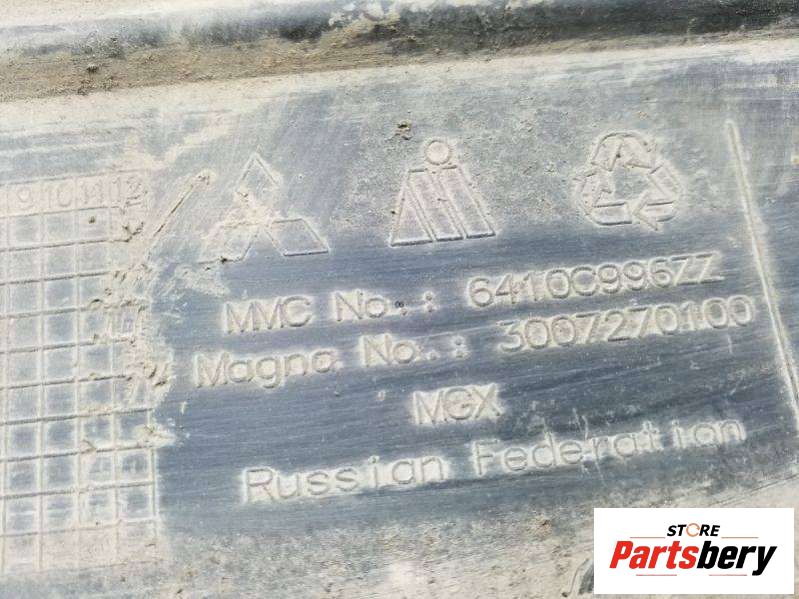 9 10 11 12
MMC No.: 6410C996ZZ
Magna No.: 3007270100
MGX
Russian Federation
STORE
Partsbery